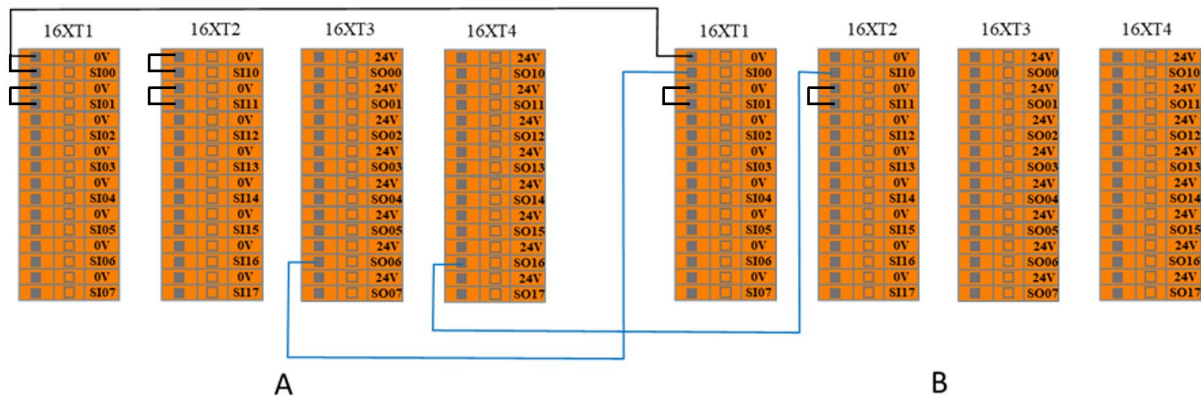 16XT1 16XT2 16XT3 16XT4 16XT1 16XT2 16XT3 16XT4
0V 0V 24V 24V 0V 0V 24V 24V
SI00 SI10 SO00 SO10 SI00 SI10 SO00 SO10
0V 0V 24V 24V 0V 0V 24V 24V
SI01 SI11 SO01 SO11 SI01 SI11 SO01 SO11
0V 0V 24V 24V 0V 0V 24V 24V
SI02 SI12 SO02 SO12 SI02 SI12 SO02 SO12
0V 0V 24V 24V 0V 0V 24V 24V
SI03 SI13 SO03 SO13 SI03 SI13 SO03 SO13
0V 0V 24V 24V 0V 0V 24V 24V
SI04 SI14 SO04 SO14 SI04 SI14 SO04 SO14
0V 0V 24V 24V 0V 0V 24V 24V
SI05 SI15 SO05 SO15 SI05 SI15 SO05 SO15
0V 0V 24V 24V 0V 0V 24V 24V
SI06 SI16 SO06 SO16 SI06 SI16 SO06 SO16
0V 0V 24V 24V 0V 0V 24V 24V
SI07 SI17 SO07 SO17 SI07 SI17 SO07 SO17
A B